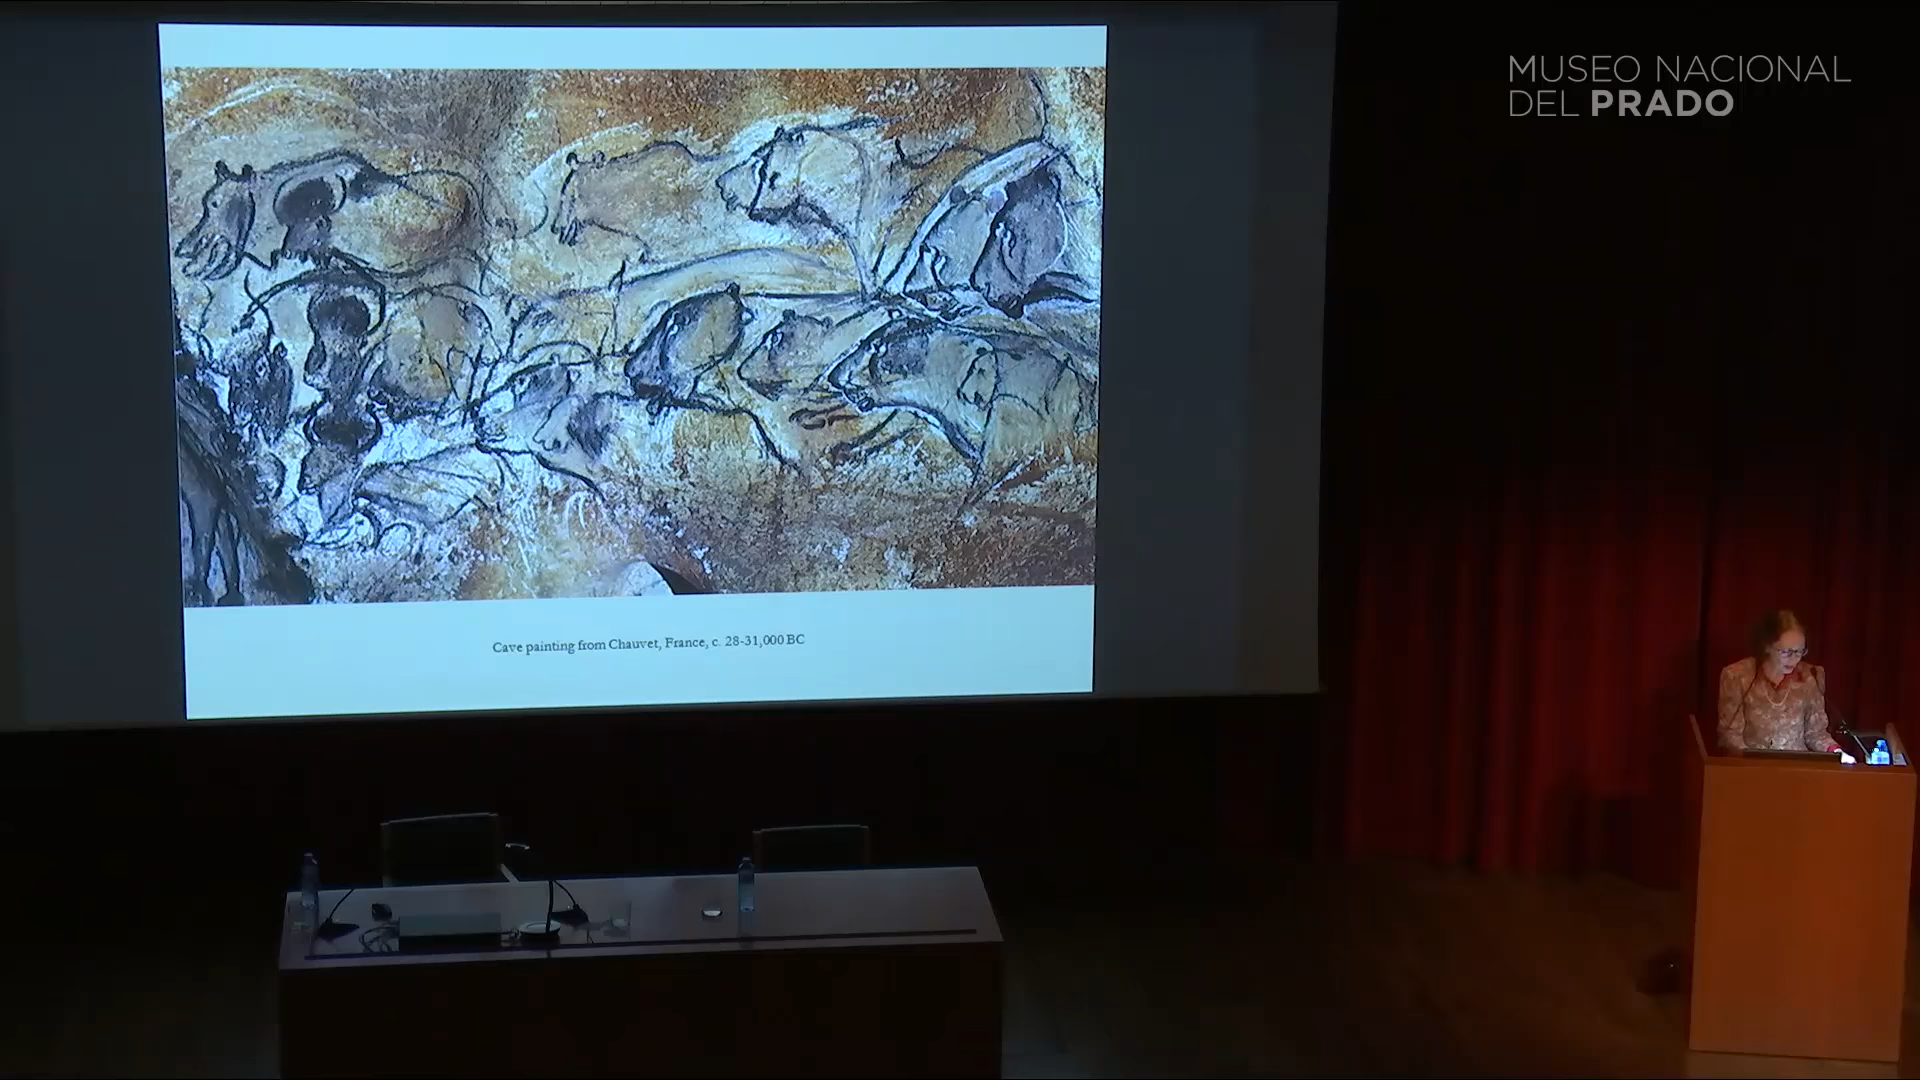 MUSEO NACIONAL
DEL PRADO
Cave painting from Chauvet, France, c. 28-31,000 BC